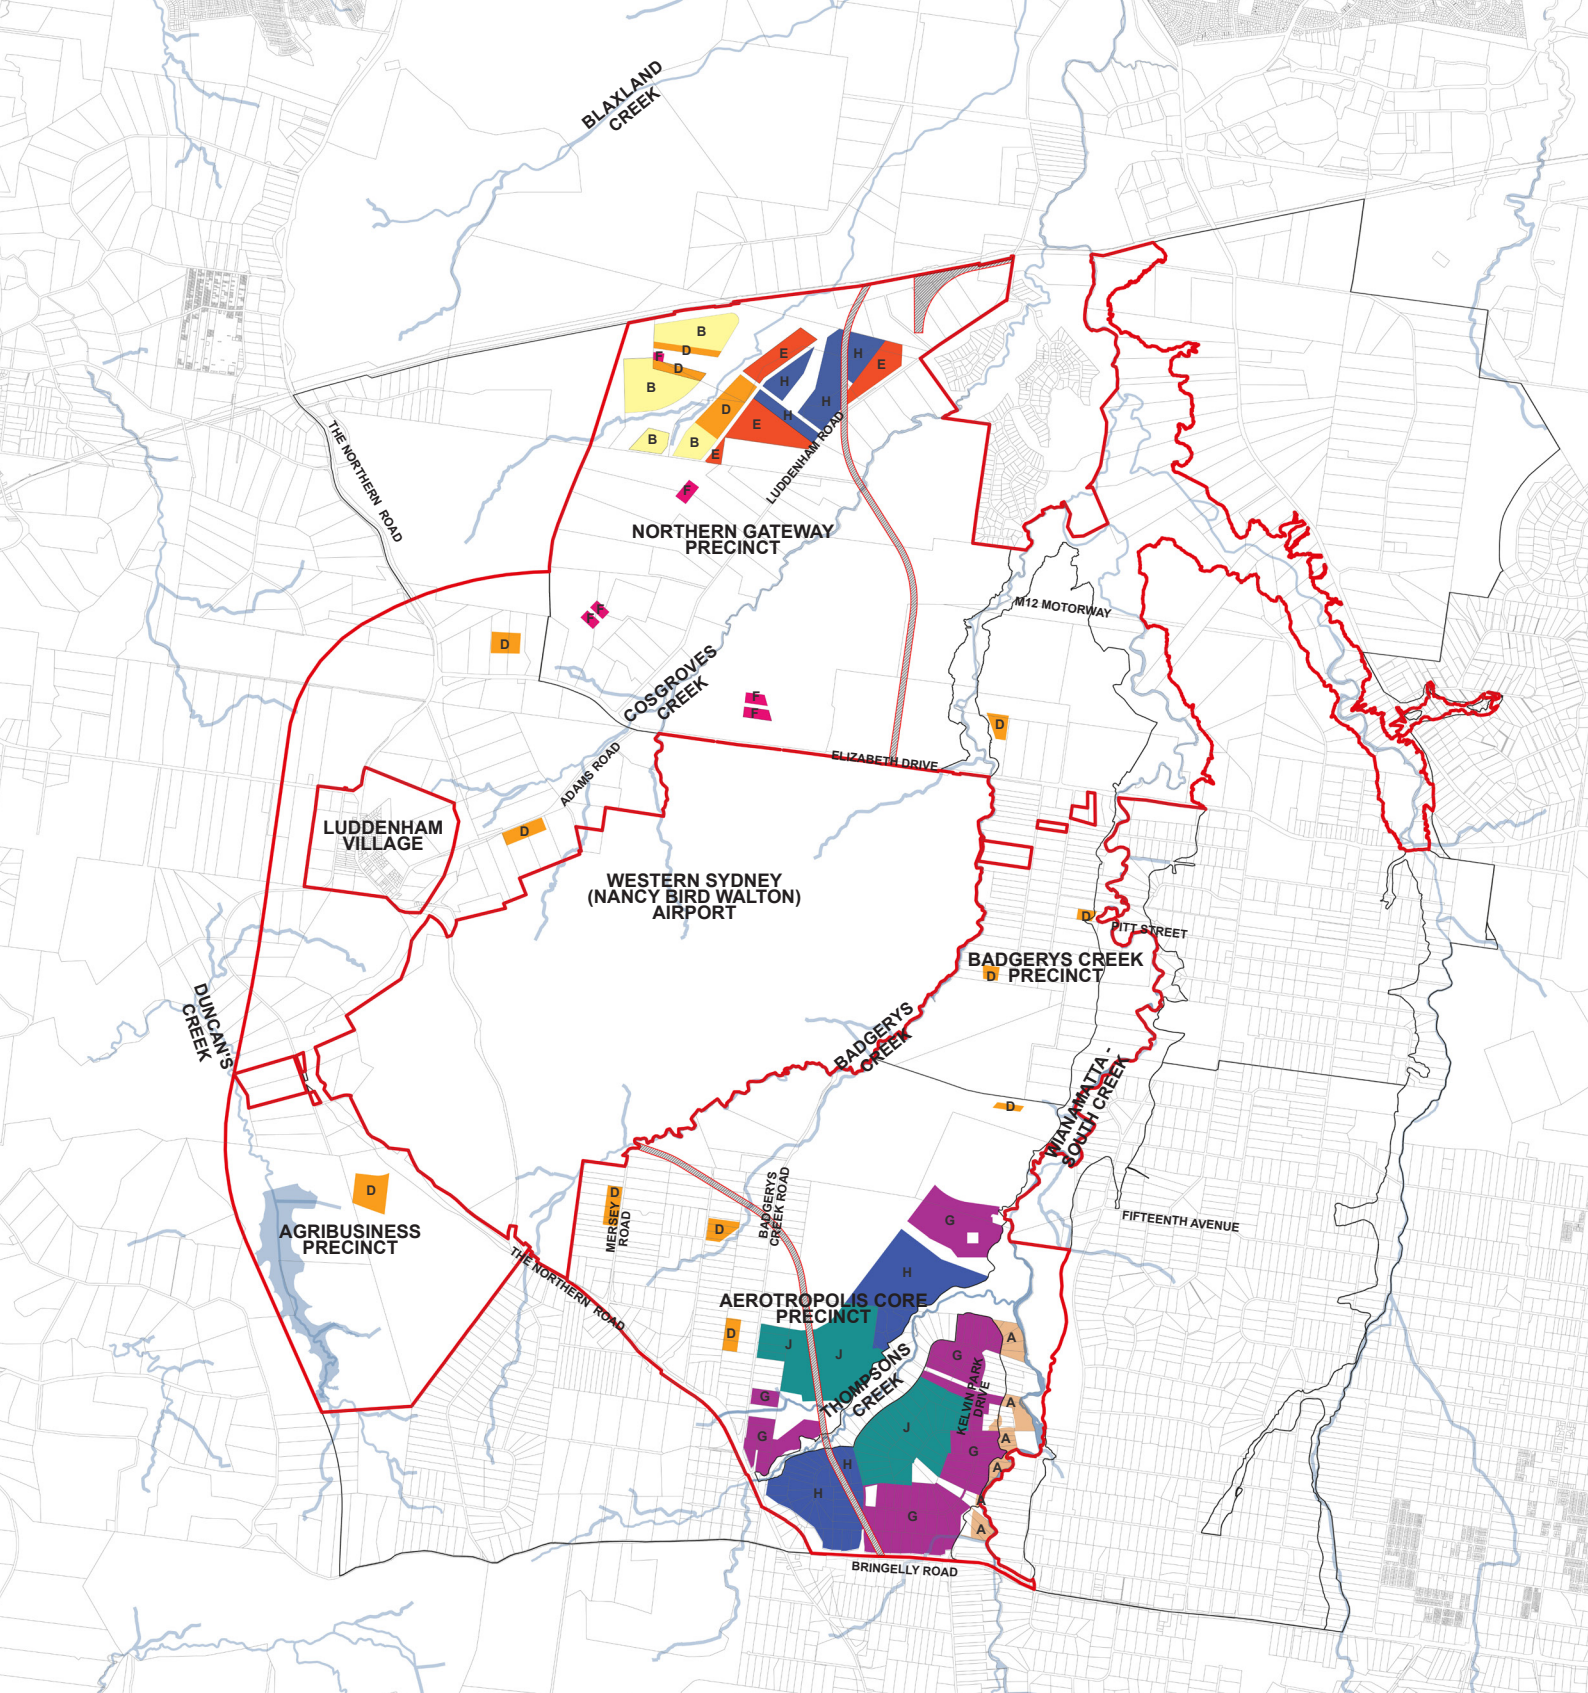 BLAXLAND
CREEK
B
D
F
D
B
E
H
E
H
D
H
H
E
B
B
E
F
LUDDENHAM ROAD
THE NORTHERN ROAD
NORTHERN GATEWAY
PRECINCT
M12 MOTORWAY
F
F
D
COSGROVES
CREEK
F
F
D
ELIZABETH DRIVE
ADAMS ROAD
LUDDENHAM
VILLAGE
D
WESTERN SYDNEY
(NANCY BIRD WALTON)
AIRPORT
D
PITT STREET
BADGERYS CREEK
PRECINCT
D
DUNCAN'S
CREEK
BADGERYS
CREEK
WIANAMATTA -
SOUTH CREEK
D
D
AGRIBUSINESS
PRECINCT
D
MERSEY
ROAD
D
BADGERYS
CREEK ROAD
G
FIFTEENTH AVENUE
THE NORTHERN ROAD
H
AEROTROPOLIS CORE
PRECINCT
D
J
J
THOMPSONS
CREEK
G
A
KELVIN PARK
DRIVE
G
A
G
J
G
A
A
H
H
A
G
A
BRINGELLY ROAD